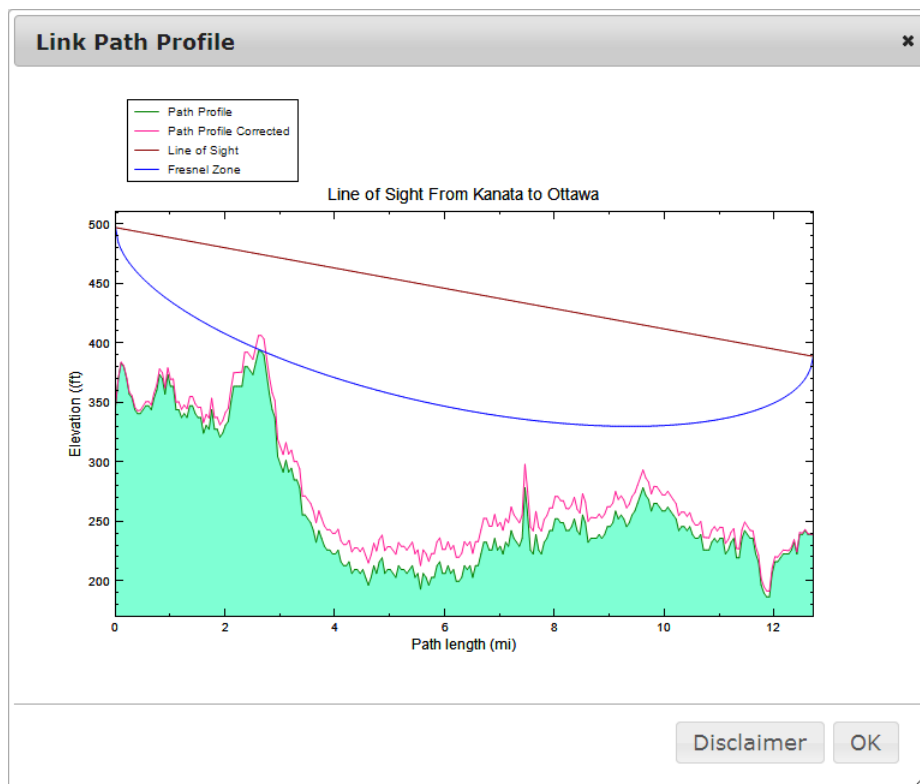 Link Path Profile
Path Profile
Path Profile Corrected
Line of Sight
Fresnel Zone
Line of Sight From Kanata to Ottawa
500
450
400
350
300
250
200
Elevation ((ft)
0 2 4 6 8 10 12
Path length (mi)
Disclaimer OK